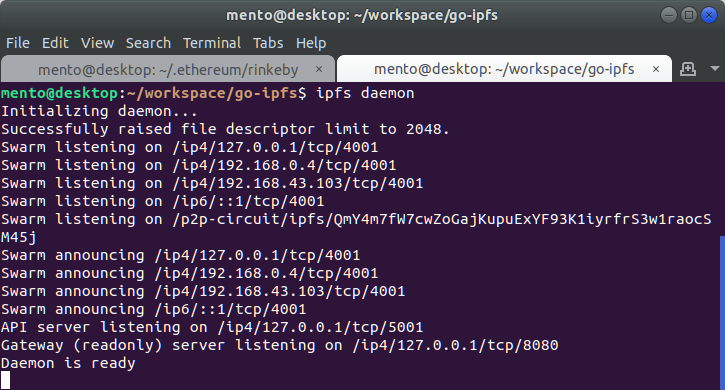 mento@desktop: ~/workspace/go-ipfs
File Edit View Search Terminal Tabs Help
mento@desktop: ~/.ethereum/rinkeby × mento@desktop: ~/workspace/go-ipfs ×
mento@desktop:~/workspace/go-ipfs$ ipfs daemon
Initializing daemon...
Successfully raised file descriptor limit to 2048.
Swarm listening on /ip4/127.0.0.1/tcp/4001
Swarm listening on /ip4/192.168.0.4/tcp/4001
Swarm listening on /ip4/192.168.43.103/tcp/4001
Swarm listening on /ip6/::1/tcp/4001
Swarm listening on /p2p-circuit/ipfs/QmY4m7fW7cwZoGajKupuExYF93K1iyrfrS3w1raocS
M45j
Swarm announcing /ip4/127.0.0.1/tcp/4001
Swarm announcing /ip4/192.168.0.4/tcp/4001
Swarm announcing /ip4/192.168.43.103/tcp/4001
Swarm announcing /ip6/::1/tcp/4001
API server listening on /ip4/127.0.0.1/tcp/5001
Gateway (readonly) server listening on /ip4/127.0.0.1/tcp/8080
Daemon is ready